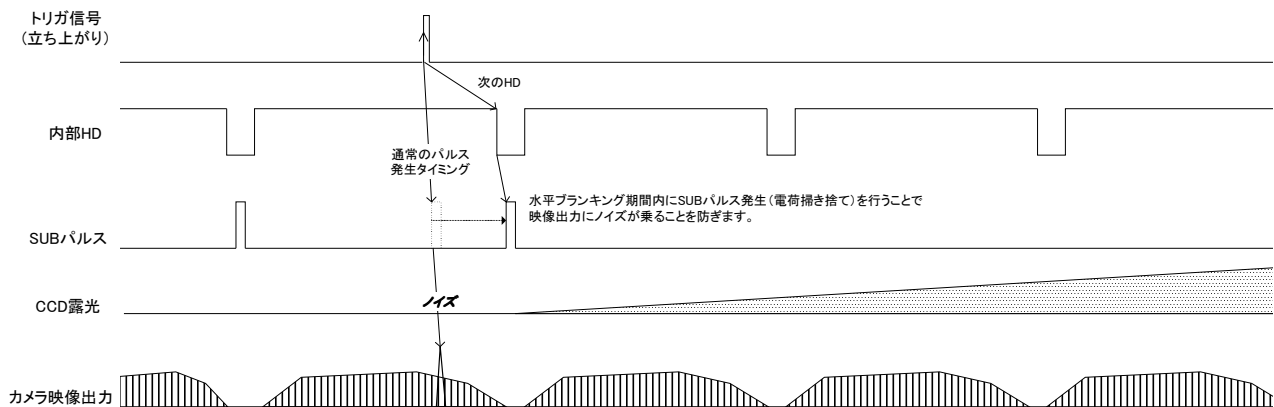 トリガ信号
(立ち上がり)
次のHD
内部HD
通常のパルス
発生タイミング
水平ブランキング期間内にSUBパルス発生(電荷掃き捨て)を行うことで
映像出力にノイズが乗ることを防ぎます。
SUBパルス
ノイズ
CCD露光
カメラ映像出力